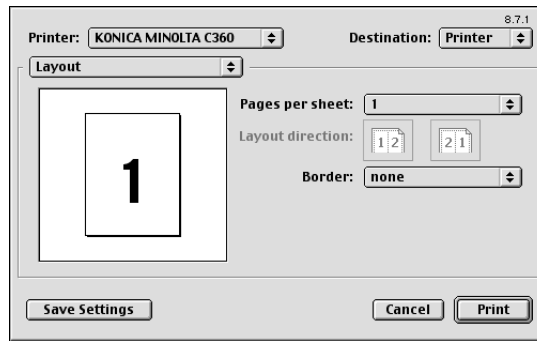 8.7.1
Printer: KONICA MINOLTA C360 Destination: Printer
Layout
1
Pages per sheet: 1
Layout direction: 1 2 2 1
Border: none
Save Settings Cancel Print